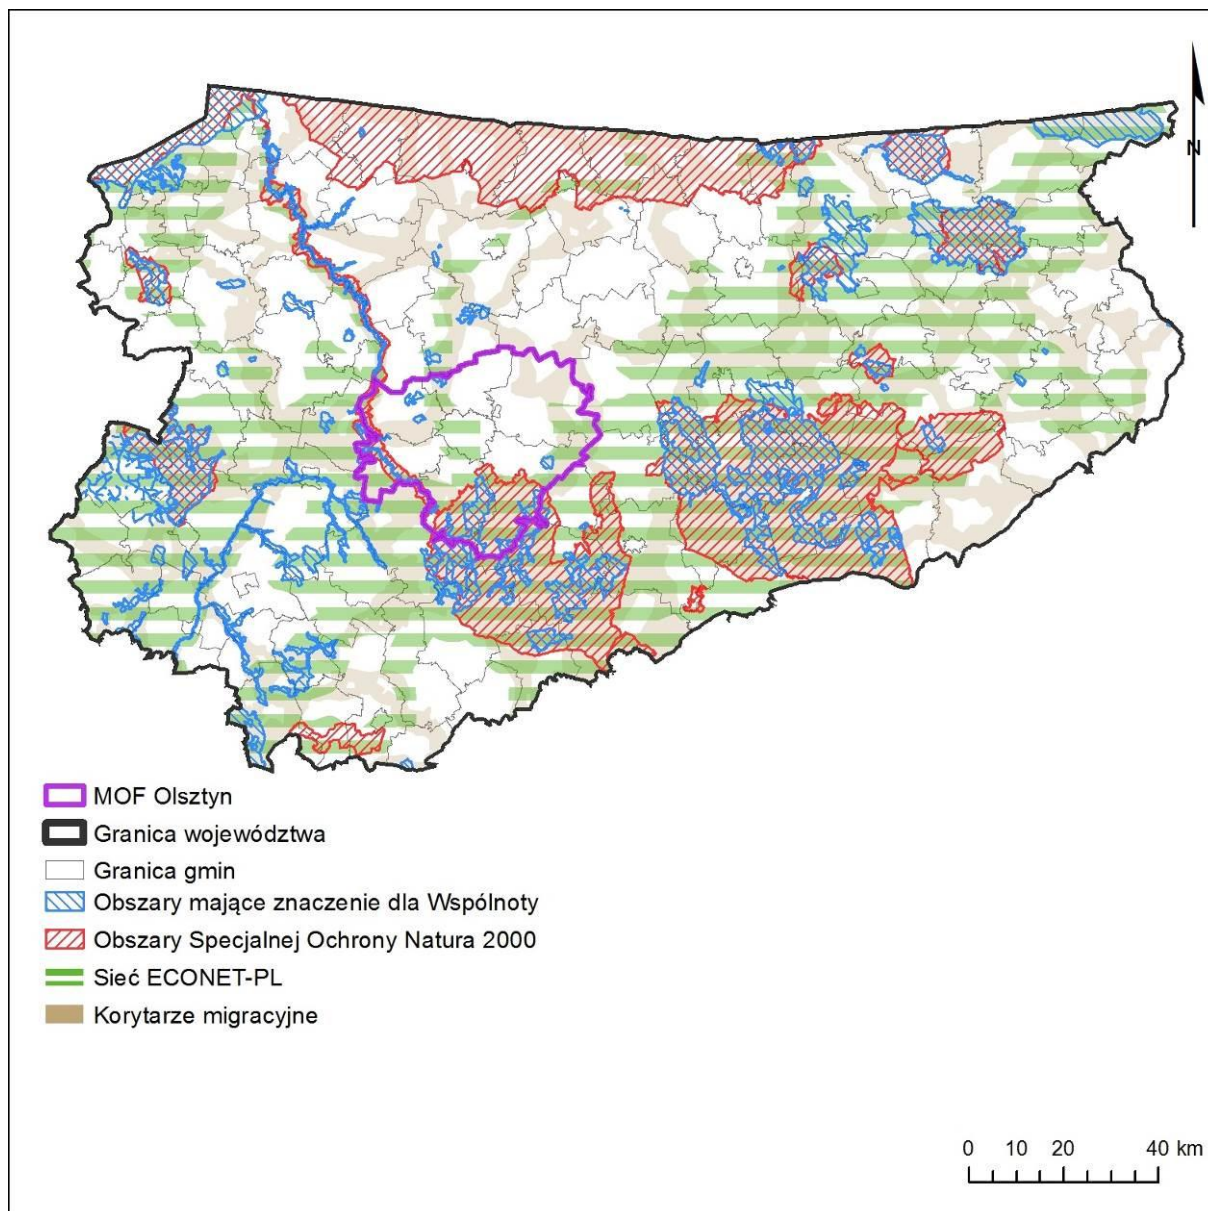 N
MOF Olsztyn
Granica województwa
Granica gmin
Obszary mające znaczenie dla Wspólnoty
Obszary Specjalnej Ochrony Natura 2000
Sieć ECONET-PL
Korytarze migracyjne
0 10 20 40 km